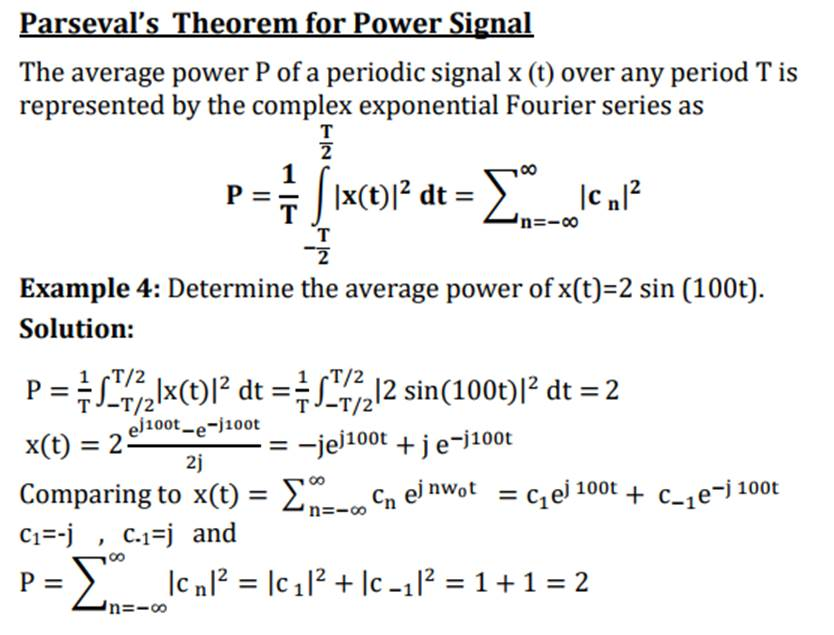 Parseval's Theorem for Power Signal
The average power P of a periodic signal x (t) over any period T is
represented by the complex exponential Fourier series as
P = 1/T ∫_{-T/2}^{T/2} |x(t)|² dt = ∑_{n=-∞}^{∞} |c n|²
Example 4: Determine the average power of x(t)=2 sin (100t).
Solution:
P = 1/T ∫_{-T/2}^{T/2} |x(t)|² dt = 1/T ∫_{-T/2}^{T/2} |2 sin(100t)|² dt = 2
x(t) = 2 (e^{j100t} − e^{−j100t})/2j = −je^{j100t} + j e^{−j100t}
Comparing to x(t) = ∑_{n=-∞}^{∞} c_n e^{j nw₀t} = c₁e^{j 100t} + c₋₁e^{−j 100t}
c₁=-j , c₋₁=j and
P = ∑_{n=-∞}^{∞} |c n|² = |c ₁|² + |c ₋₁|² = 1 + 1 = 2